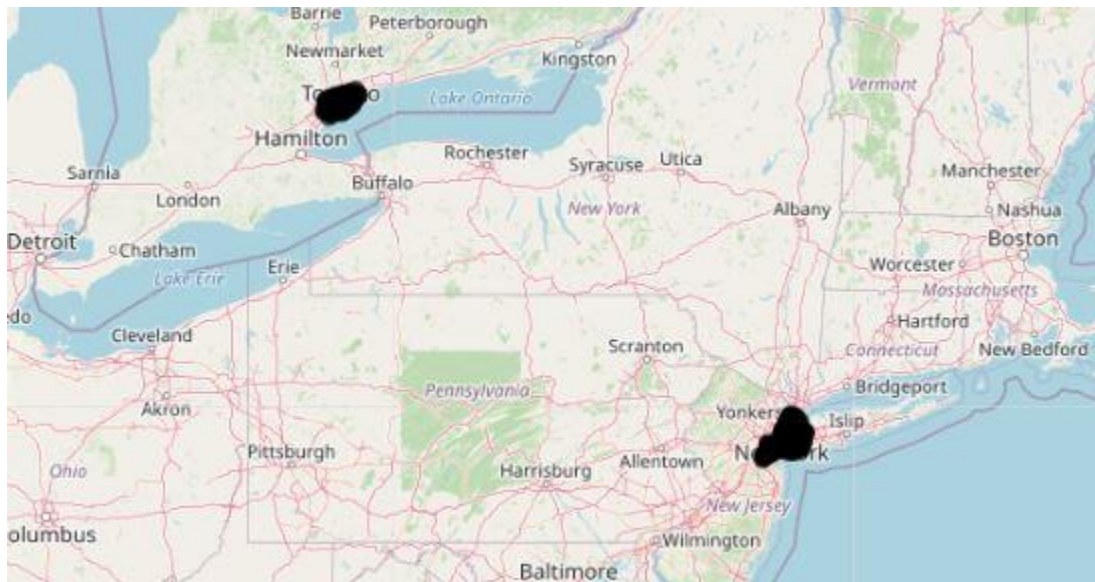 Barrie
Peterborough
Newmarket
Kingston
Vermont
Lake Ontario
Hamilton
Rochester
Syracuse
Utica
Manchester
Sarnia
Buffalo
London
New York
Albany
Nashua
Detroit
Chatham
Boston
Erie
Worcester
Lake Erie
Massachusetts
Cleveland
Hartford
Scranton
Connecticut
New Bedford
Pennsylvania
Bridgeport
Akron
Yonkers
Islip
Pittsburgh
Allentown
Ohio
Harrisburg
New Jersey
olumbus
Wilmington
Baltimore